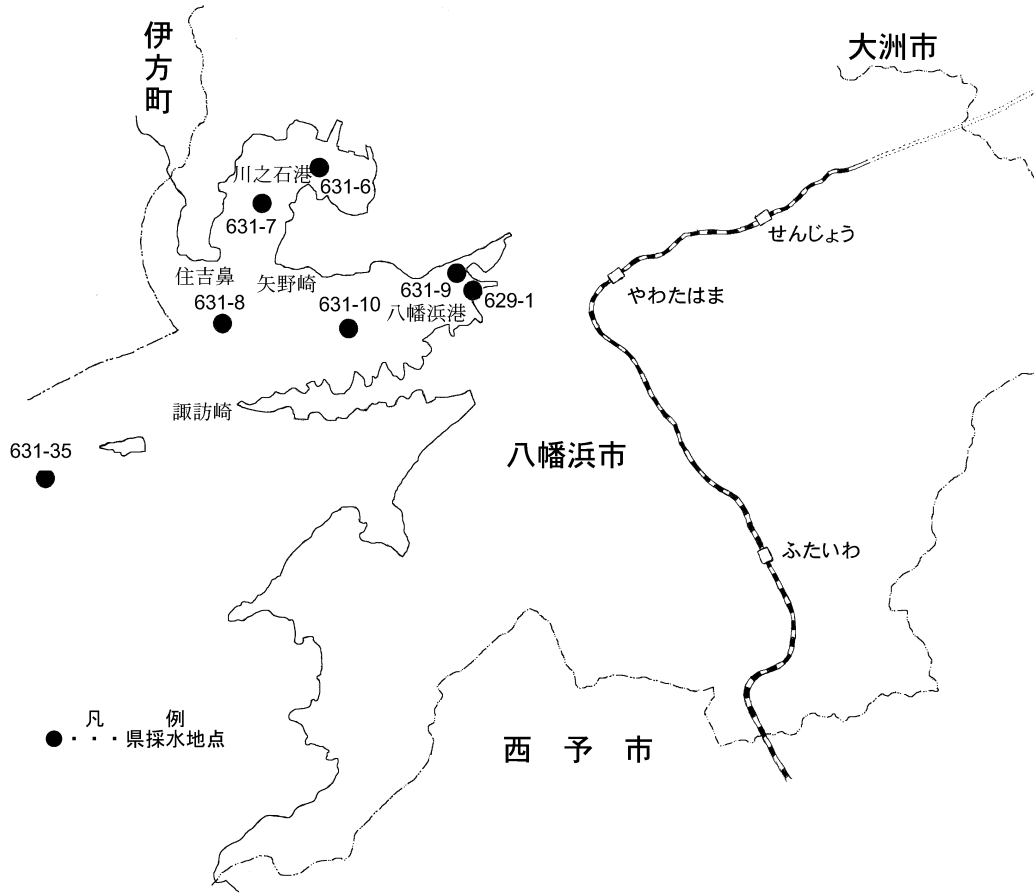 伊方町
大洲市
川之石港
631-6
631-7
せんじょう
住吉鼻
矢野崎
631-9
629-1
やわたはま
631-8
631-10
八幡浜港
諏訪崎
631-35
八幡浜市
ふたいわ
凡 例
●・・・県採水地点
西 予 市